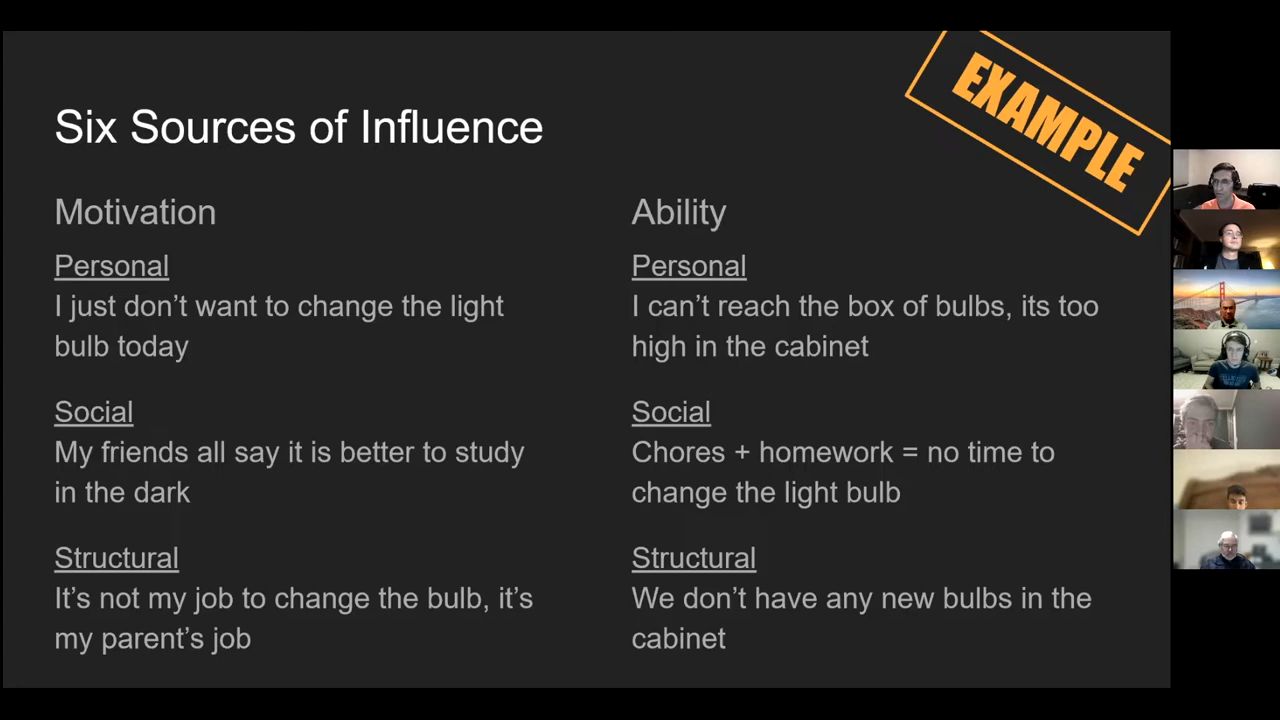 EXAMPLE
Six Sources of Influence
Motivation
Personal
I just don’t want to change the light
bulb today
Social
My friends all say it is better to study
in the dark
Structural
It’s not my job to change the bulb, it’s
my parent’s job
Ability
Personal
I can’t reach the box of bulbs, its too
high in the cabinet
Social
Chores + homework = no time to
change the light bulb
Structural
We don’t have any new bulbs in the
cabinet